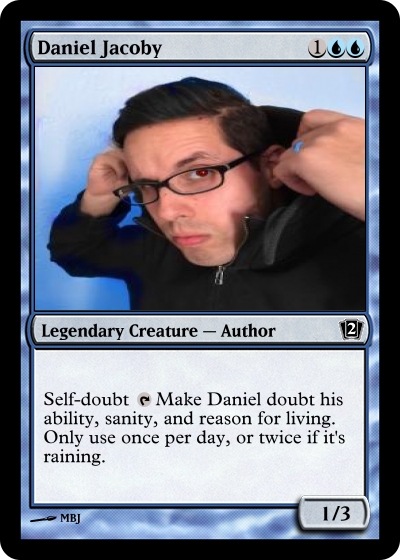 Daniel Jacoby 1
Legendary Creature — Author 2
Self-doubt Make Daniel doubt his
ability, sanity, and reason for living.
Only use once per day, or twice if it's
raining.
1/3
MBJ